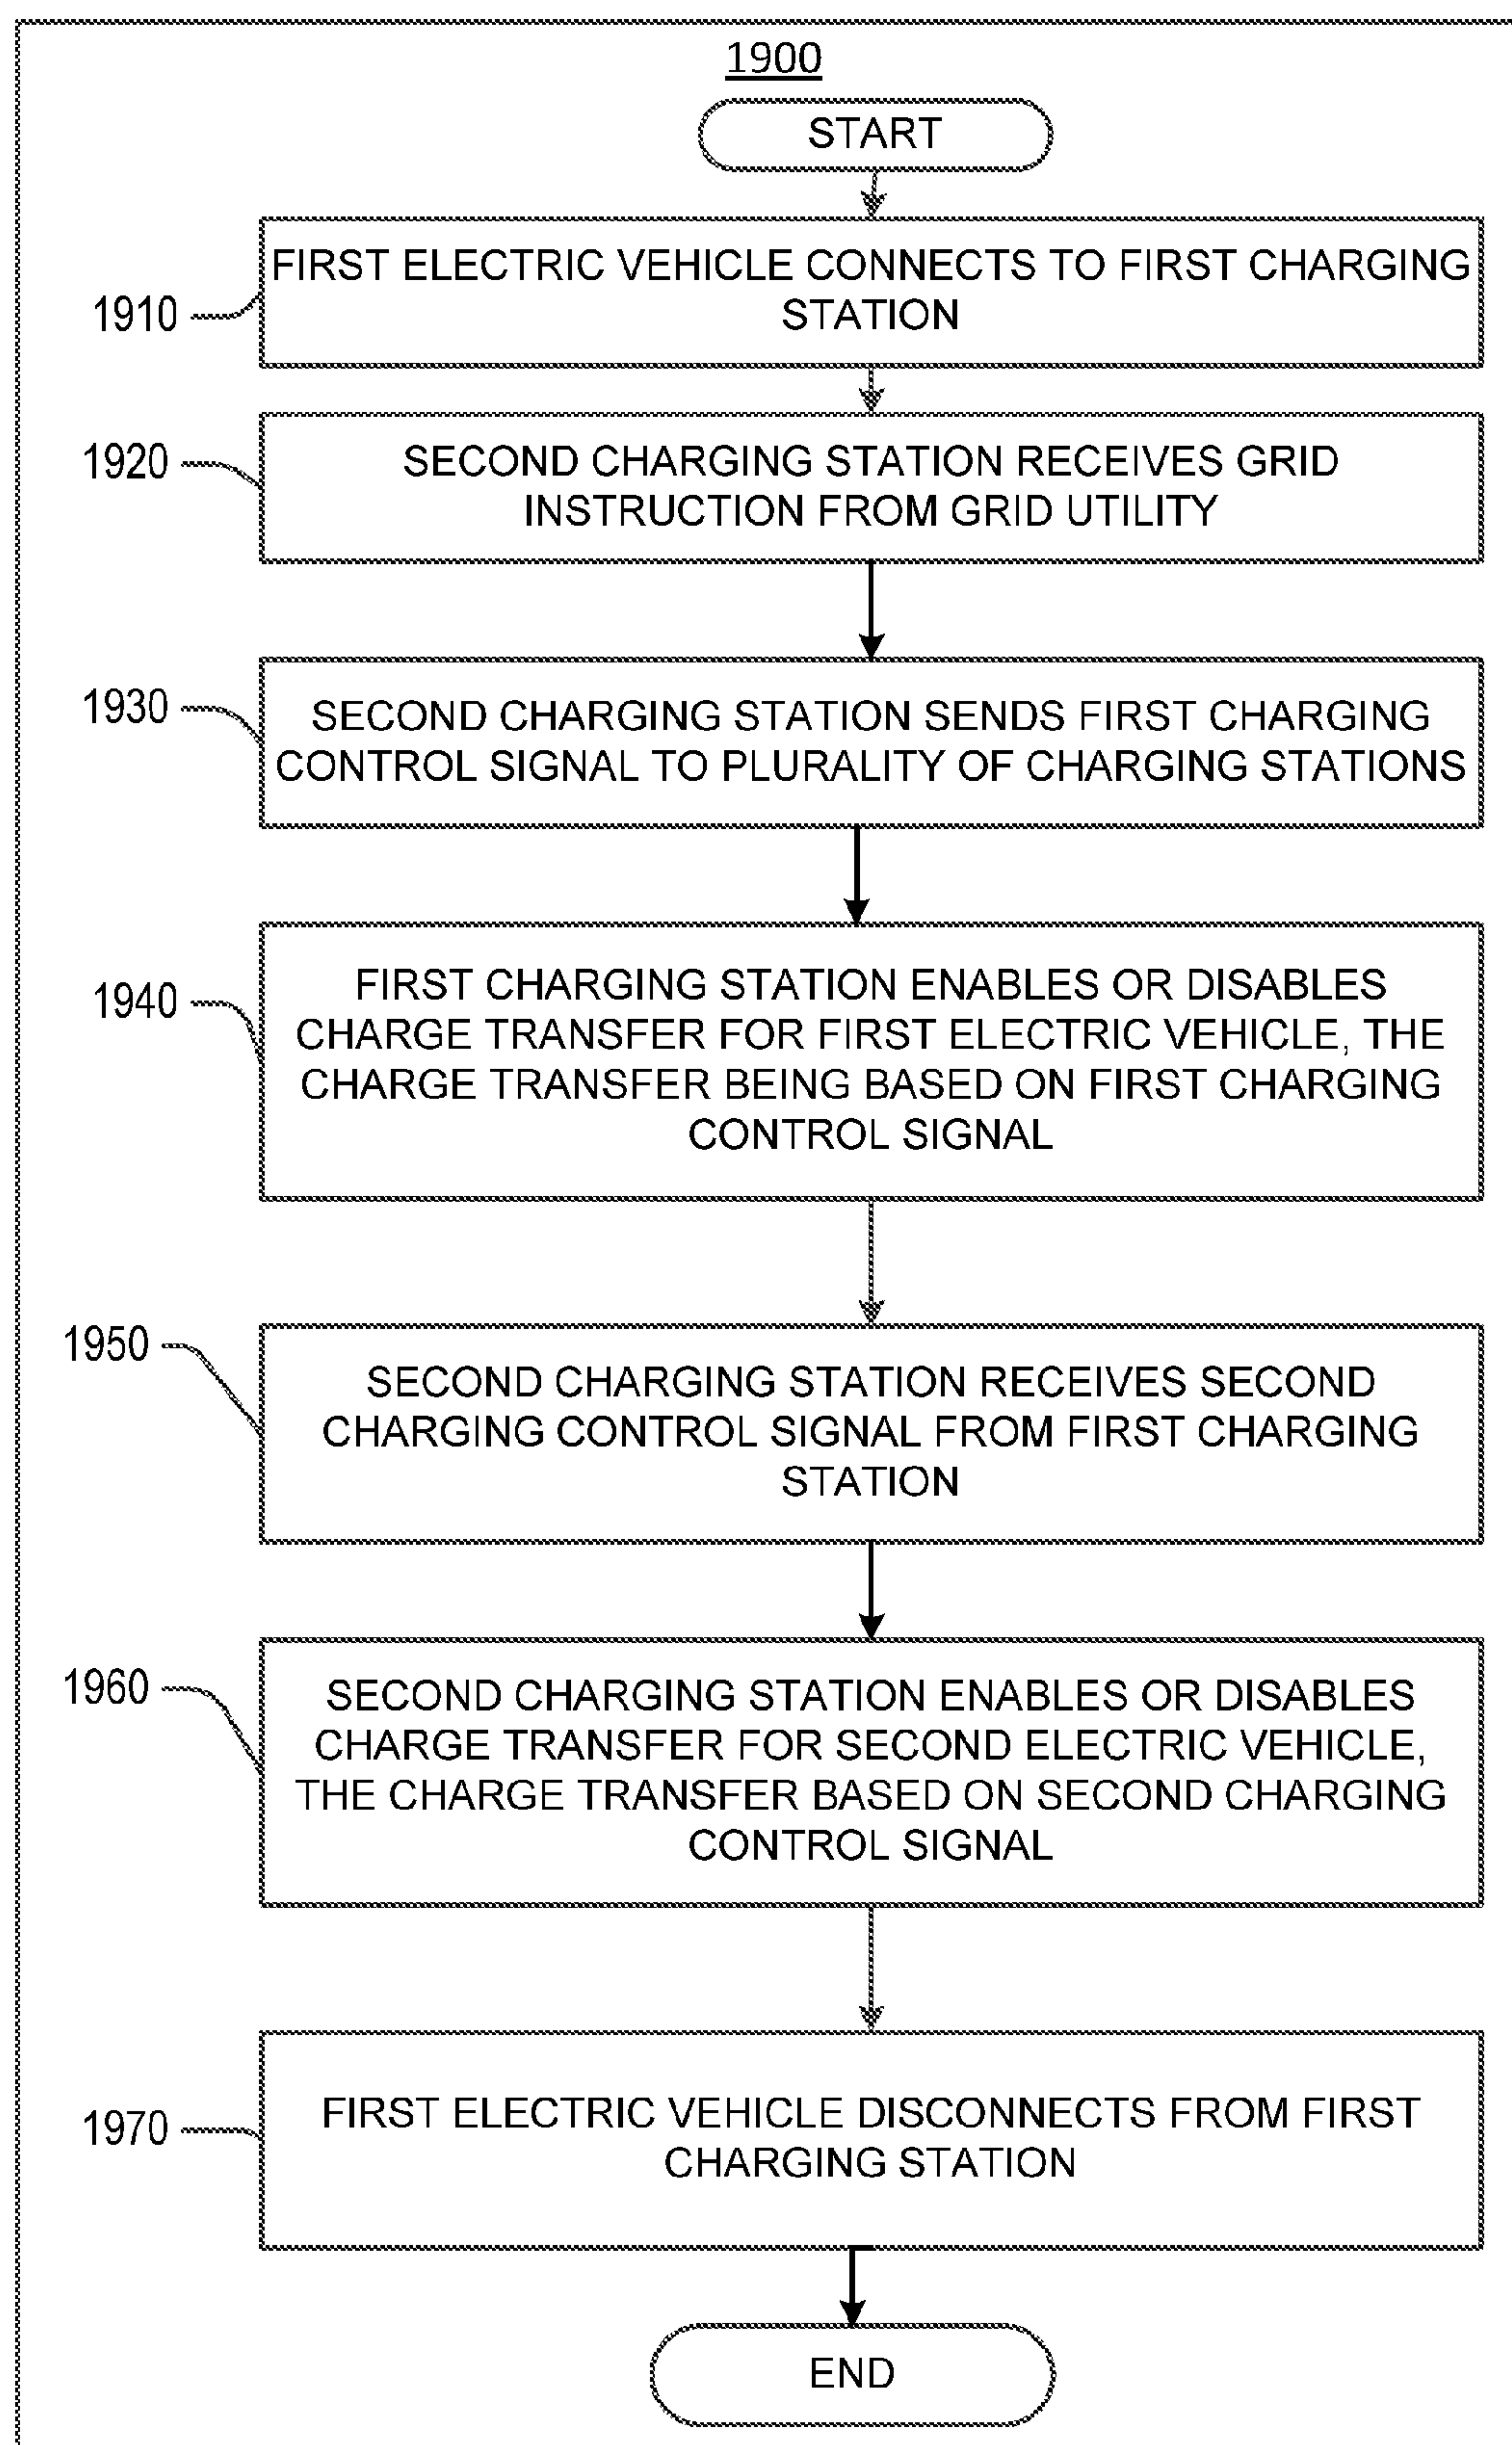 1900
START
1910
FIRST ELECTRIC VEHICLE CONNECTS TO FIRST CHARGING
STATION
1920
SECOND CHARGING STATION RECEIVES GRID
INSTRUCTION FROM GRID UTILITY
1930
SECOND CHARGING STATION SENDS FIRST CHARGING
CONTROL SIGNAL TO PLURALITY OF CHARGING STATIONS
1940
FIRST CHARGING STATION ENABLES OR DISABLES
CHARGE TRANSFER FOR FIRST ELECTRIC VEHICLE, THE
CHARGE TRANSFER BEING BASED ON FIRST CHARGING
CONTROL SIGNAL
1950
SECOND CHARGING STATION RECEIVES SECOND
CHARGING CONTROL SIGNAL FROM FIRST CHARGING
STATION
1960
SECOND CHARGING STATION ENABLES OR DISABLES
CHARGE TRANSFER FOR SECOND ELECTRIC VEHICLE,
THE CHARGE TRANSFER BASED ON SECOND CHARGING
CONTROL SIGNAL
1970
FIRST ELECTRIC VEHICLE DISCONNECTS FROM FIRST
CHARGING STATION
END